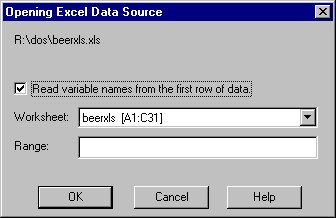 Opening Excel Data Source
R:\dos\beerxls.xls
Read variable names from the first row of data.
Worksheet: beerxls [A1:C31]
Range:
OK Cancel Help